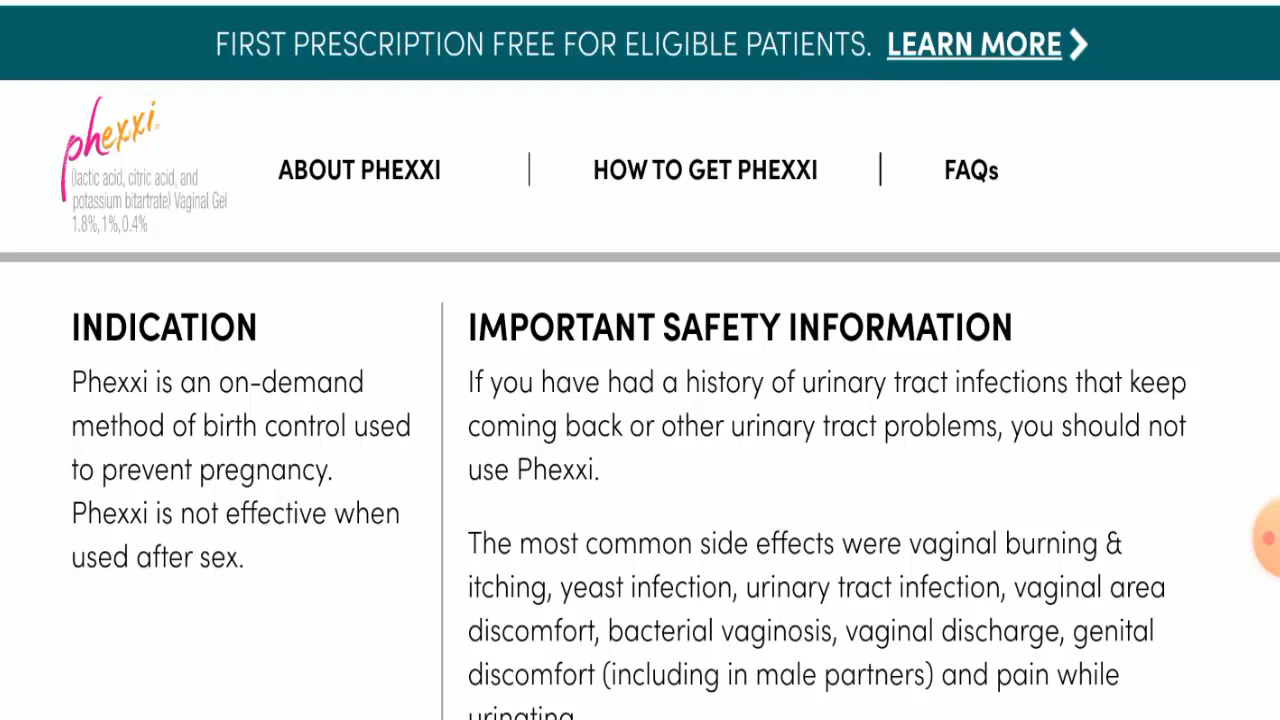 FIRST PRESCRIPTION FREE FOR ELIGIBLE PATIENTS. LEARN MORE
phexxi
(lactic acid, citric acid, and
potassium bitartrate) Vaginal Gel
1.8%, 1%, 0.4%
ABOUT PHEXXI | HOW TO GET PHEXXI | FAQs
INDICATION
Phexxi is an on-demand
method of birth control used
to prevent pregnancy.
Phexxi is not effective when
used after sex.
IMPORTANT SAFETY INFORMATION
If you have had a history of urinary tract infections that keep
coming back or other urinary tract problems, you should not
use Phexxi.
The most common side effects were vaginal burning &
itching, yeast infection, urinary tract infection, vaginal area
discomfort, bacterial vaginosis, vaginal discharge, genital
discomfort (including in male partners) and pain while
urinating